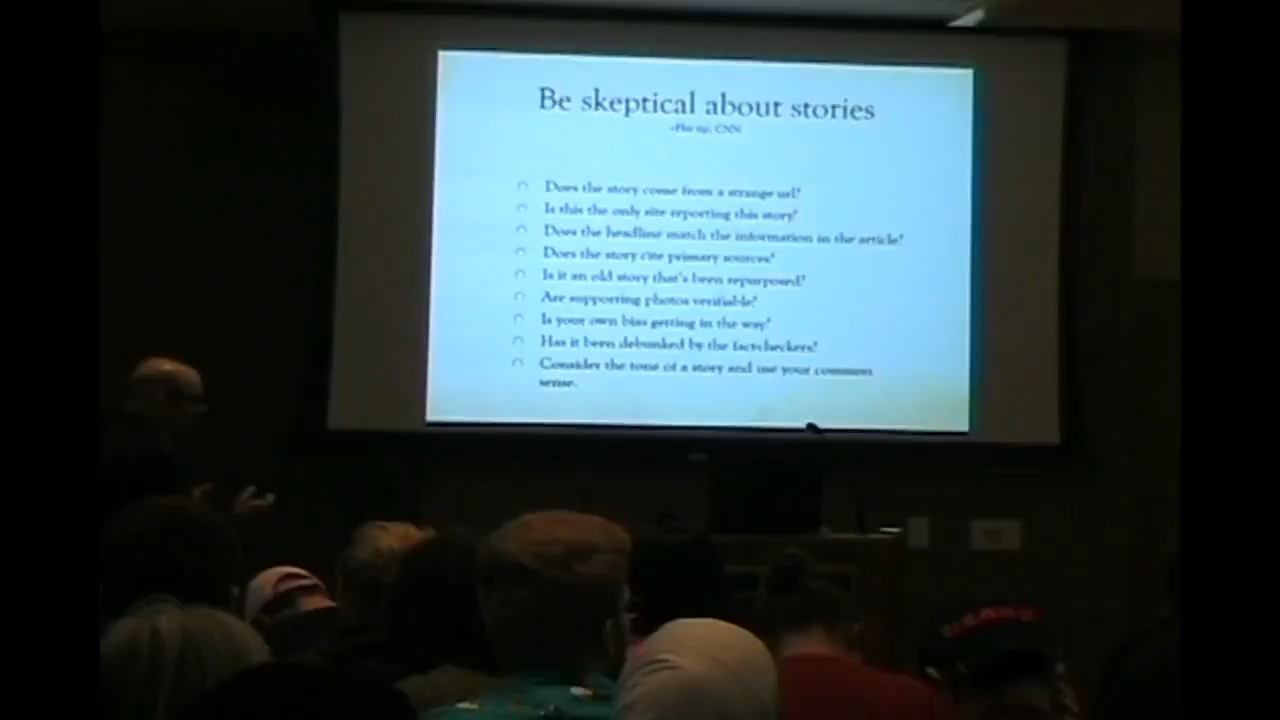 Be skeptical about stories
CNN
Does the story come from a strange url?
Is this the only site reporting this story?
Does the headline match the information in the article?
Does the story cite primary sources?
Is it an old story that's been repurposed?
Are supporting photos verifiable?
Is your own bias getting in the way?
Has it been debunked by the fact-checkers?
Consider the tone of a story and use your common
sense.